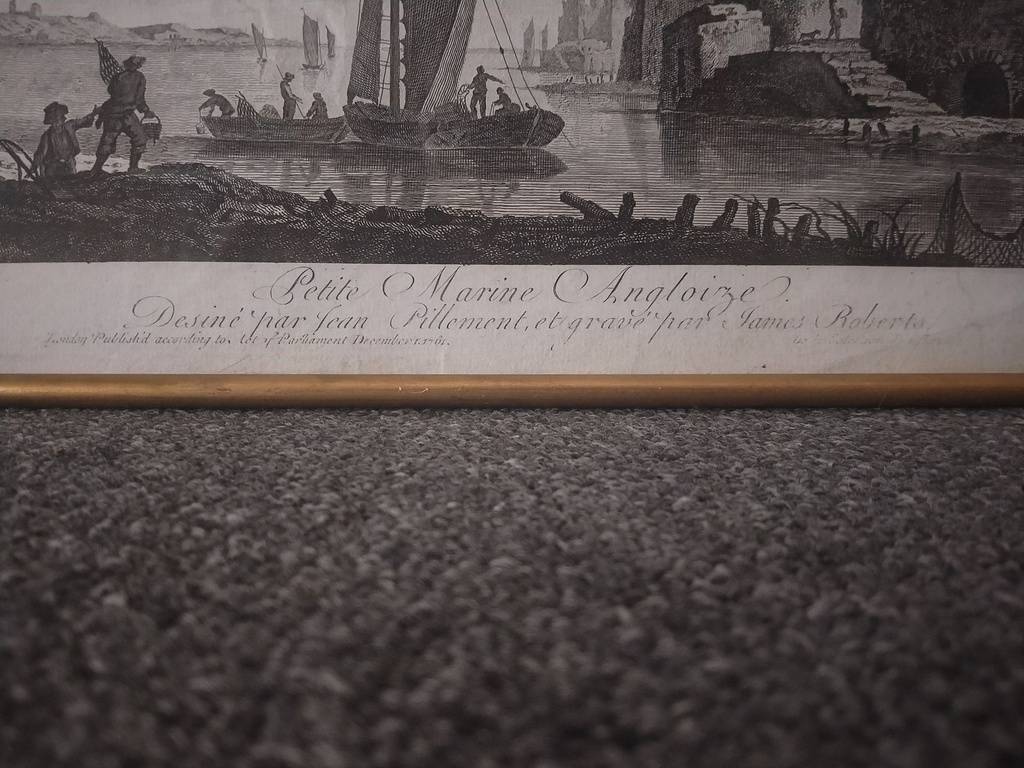 Petite Marine Angloize.
Desiné par Jean Pillement, et gravé par James Roberts
London Publish'd according to Act of Parliament December 1. 1761.